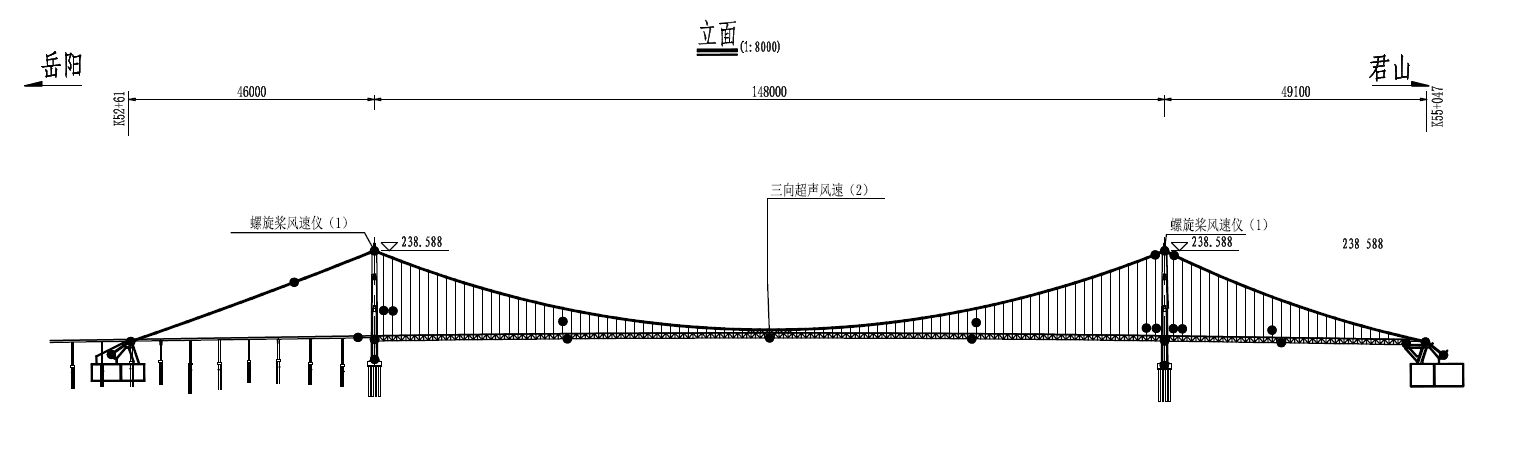 立面 (1:8000)
岳阳
君山
K52+61
46000
148000
49100
K55+047
三向超声风速（2）
螺旋桨风速仪（1）
238.588
螺旋桨风速仪（1）
238.588
238 588